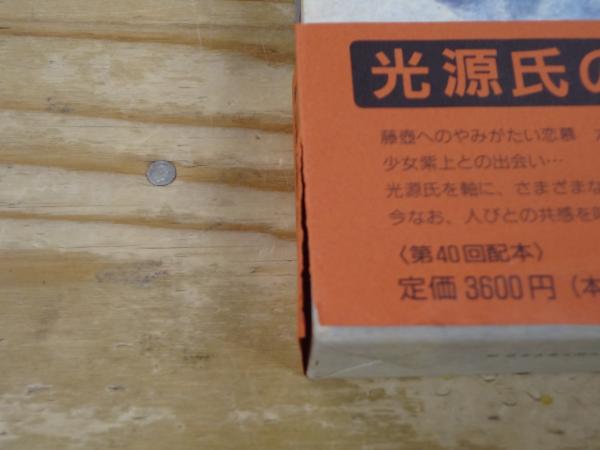 光源氏の
藤壺へのやみがたい恋慕
少女紫上との出会い…
光源氏を軸に、さまざまな
今なお、人びとの共感を呼
〈第40回配本〉
定価 3600円（本